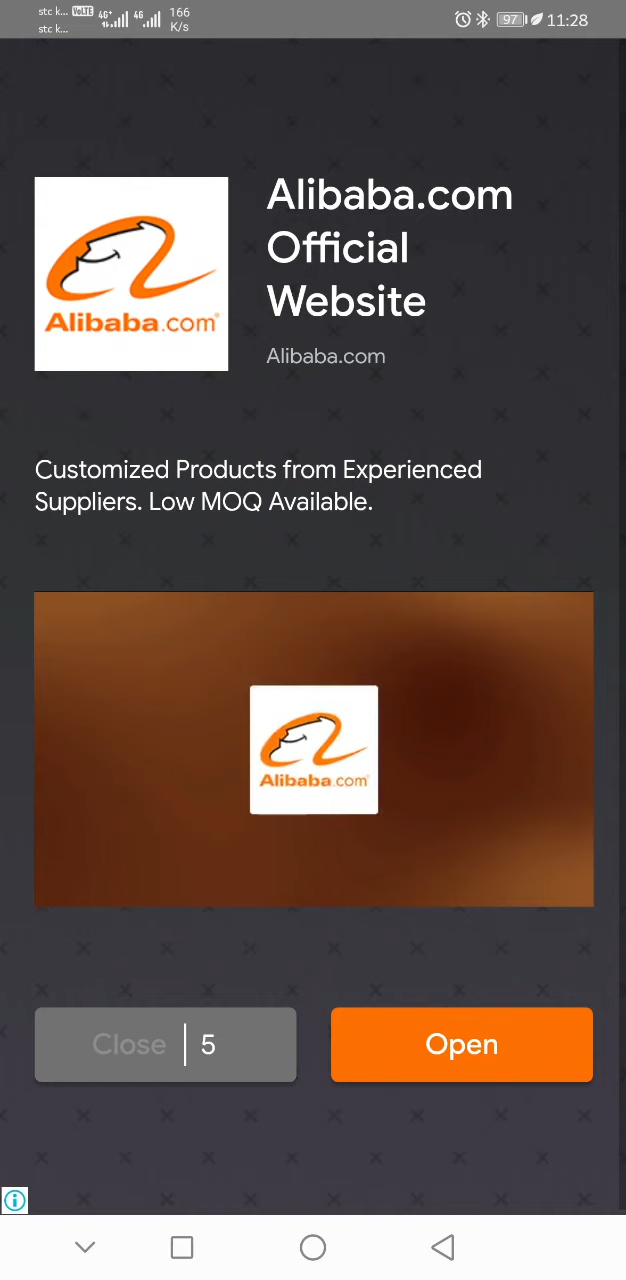 stc k... VoLTE 4G+ 4G 166
stc k... K/s
97 11:28
Alibaba.com
Alibaba.com
Official
Website
Alibaba.com
Customized Products from Experienced
Suppliers. Low MOQ Available.
Alibaba.com
Close 5
Open